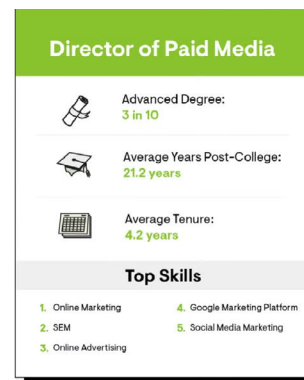 Director of Paid Media
Advanced Degree:
3 in 10
Average Years Post-College:
21.2 years
Average Tenure:
4.2 years
Top Skills
1. Online Marketing
2. SEM
3. Online Advertising
4. Google Marketing Platform
5. Social Media Marketing